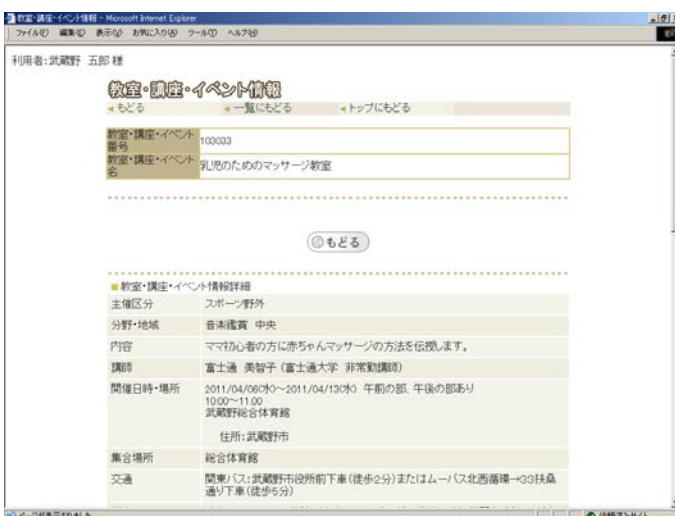 教室・講座・イベント情報 - Microsoft Internet Explorer
ファイル(F) 編集(E) 表示(V) お気に入り(A) ツール(T) ヘルプ(H)
利用者:武蔵野 五郎 様
教室・講座・イベント情報
もどる 一覧にもどる トップにもどる
教室・講座・イベント番号 103033
教室・講座・イベント名 乳児のためのマッサージ教室
もどる
教室・講座・イベント情報詳細
主催区分 スポーツ野外
分野・地域 音楽鑑賞 中央
内容 ママ初心者の方に赤ちゃんマッサージの方法を伝授します。
講師 富士通 美智子(富士通大学 非常勤講師)
開催日時・場所 2011/04/06(水)~2011/04/13(水) 午前の部、午後の部あり
10:00~11:00
武蔵野総合体育館
住所:武蔵野市
集合場所 総合体育館
交通 関東バス:武蔵野市役所前下車(徒歩2分)またはムーバス北西循環→33扶桑
通り下車(徒歩5分)
ページが表示されました